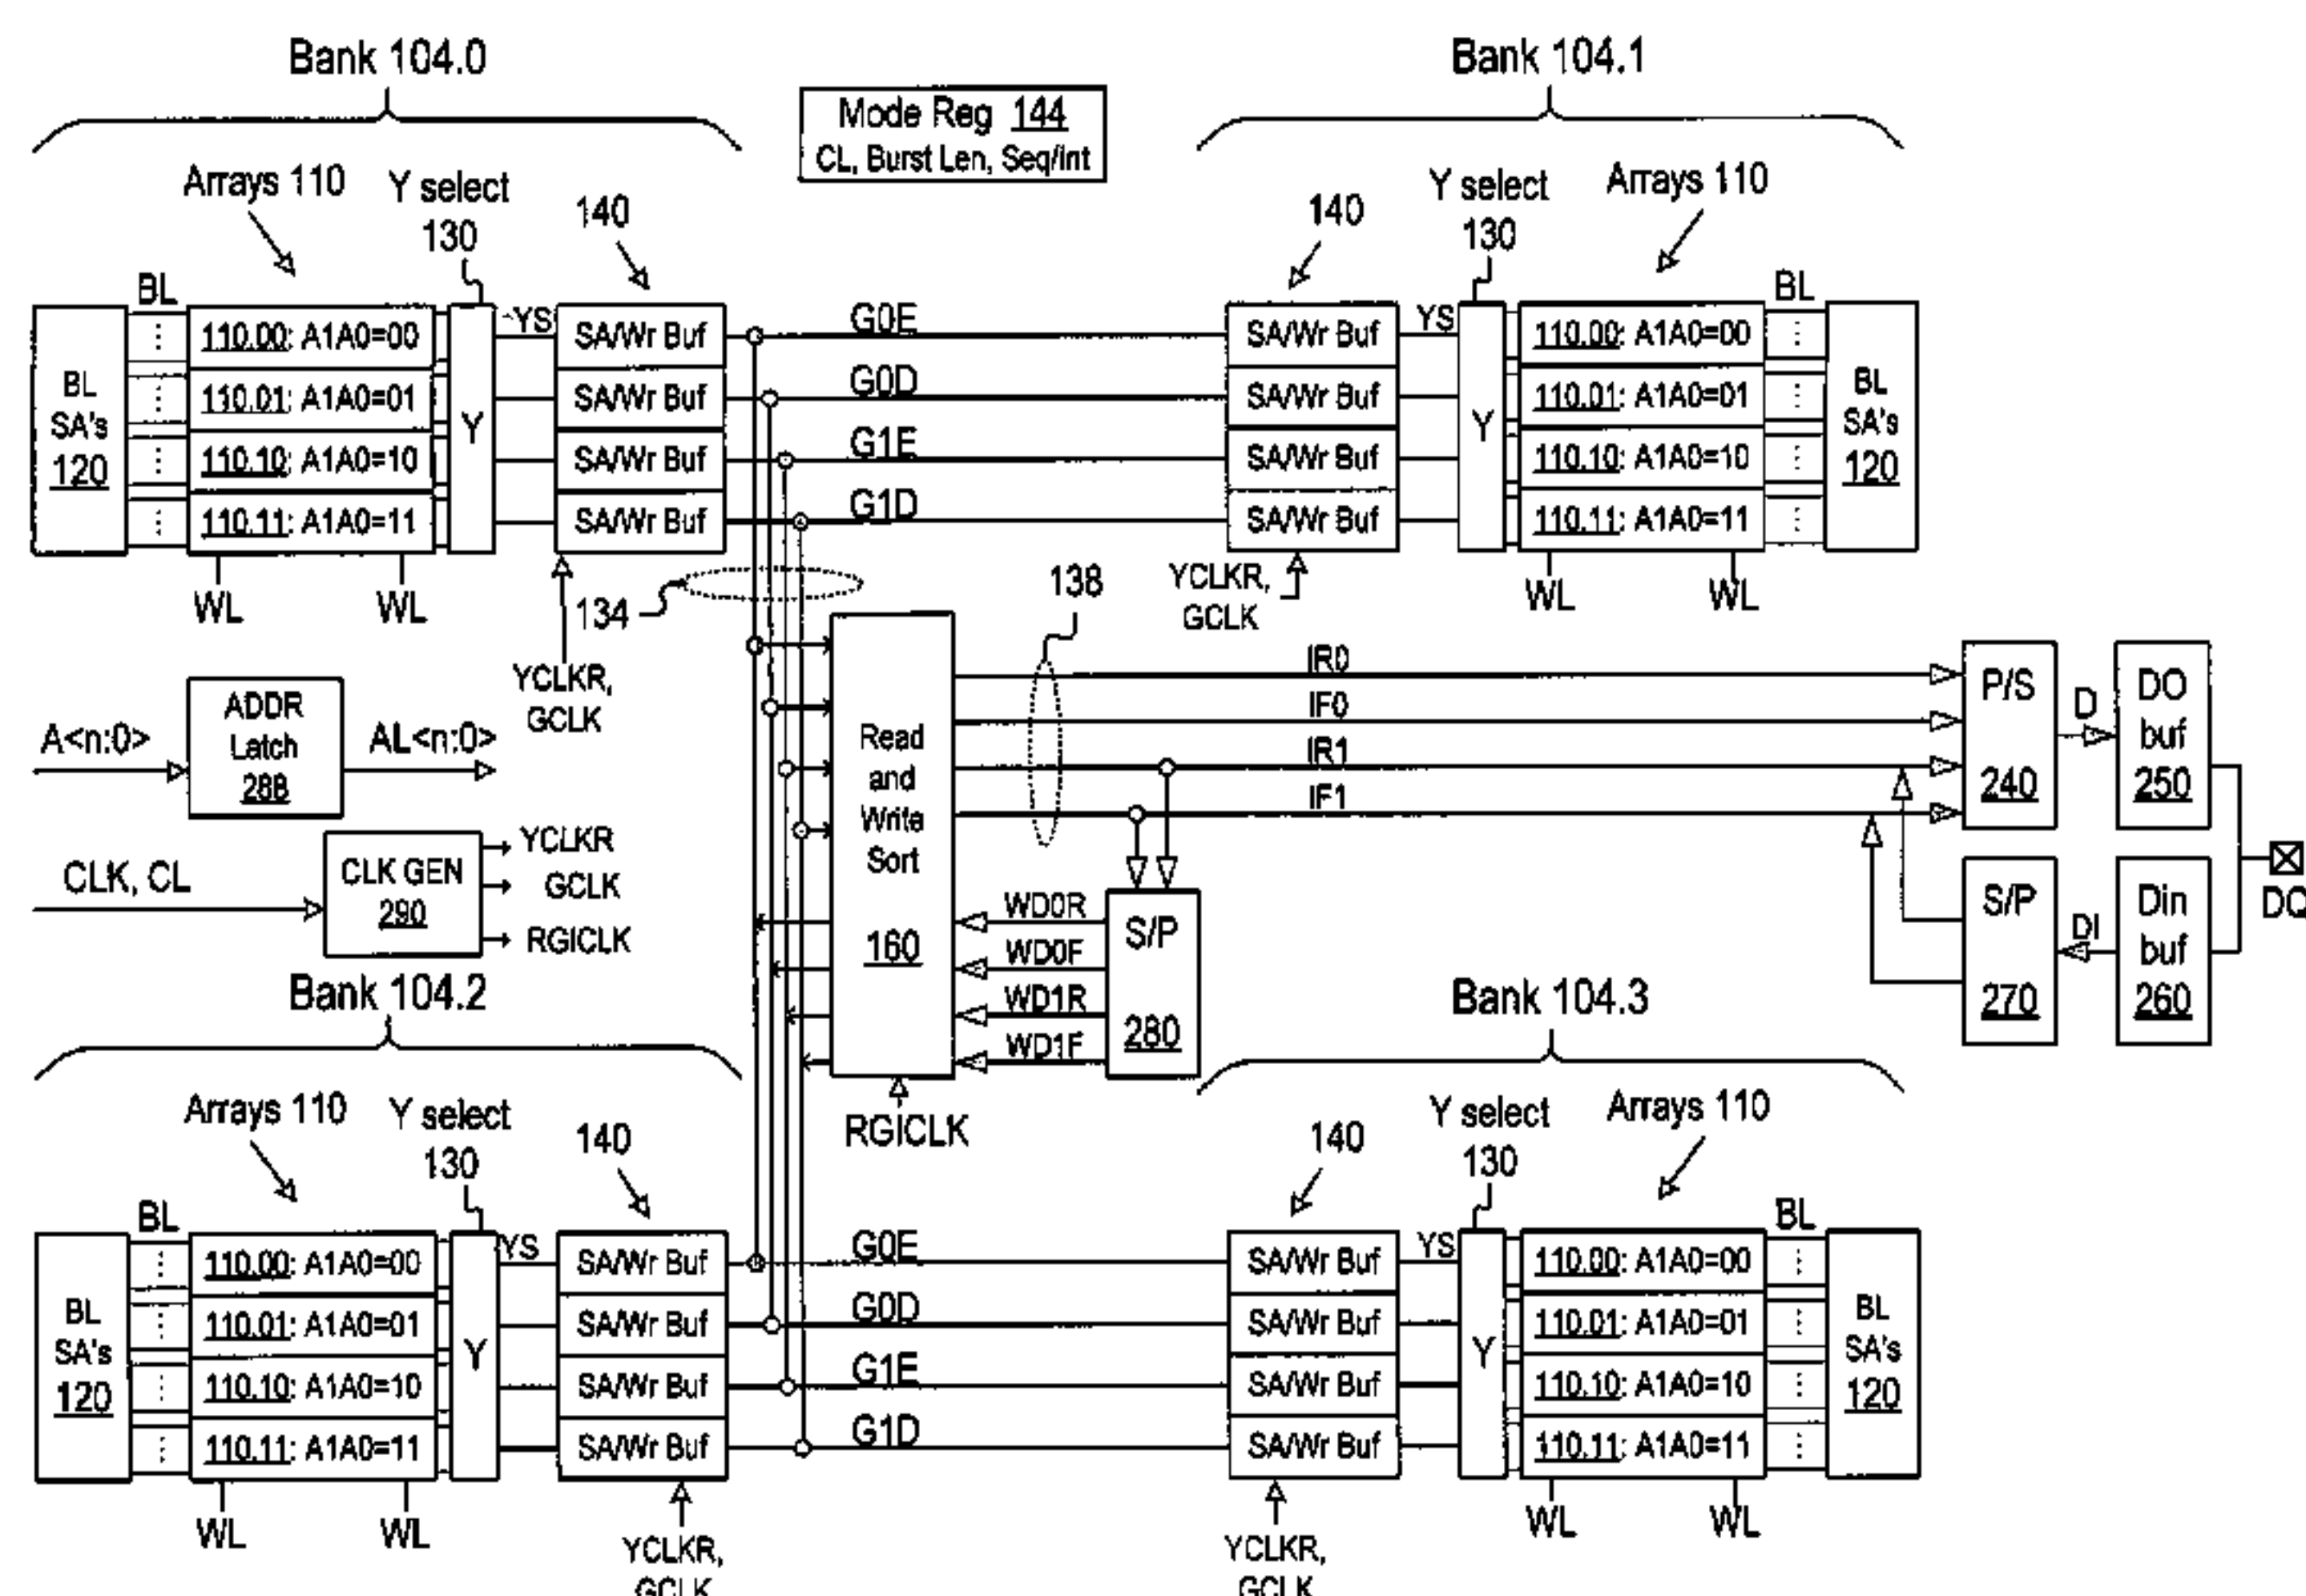 Bank 104.0
Bank 104.1
Mode Reg 144
CL, Burst Len, Seq/Int
Arrays 110
Y select
130
140
140
Y select
130
Arrays 110
BL
YS
YS
BL
BL
SA's
120
110.00: A1A0=00
110.01: A1A0=01
110.10: A1A0=10
110.11: A1A0=11
Y
SA/Wr Buf
SA/Wr Buf
SA/Wr Buf
SA/Wr Buf
G0E
G0D
G1E
G1D
SA/Wr Buf
SA/Wr Buf
SA/Wr Buf
SA/Wr Buf
Y
110.00: A1A0=00
110.01: A1A0=01
110.10: A1A0=10
110.11: A1A0=11
BL
SA's
120
WL
WL
134
YCLKR,
GCLK
138
YCLKR,
GCLK
WL
WL
A<n:0>
ADDR
Latch
288
AL<n:0>
CLK, CL
CLK GEN
290
YCLKR
GCLK
RGICLK
Read
and
Write
Sort
160
RGICLK
IR0
IF0
IR1
IF1
WD0R
WD0F
WD1R
WD1F
S/P
280
P/S
240
D
DO
buf
250
S/P
270
DI
Din
buf
260
DQ
Bank 104.2
Bank 104.3
Arrays 110
Y select
130
140
140
Y select
130
Arrays 110
BL
YS
YS
BL
BL
SA's
120
110.00: A1A0=00
110.01: A1A0=01
110.10: A1A0=10
110.11: A1A0=11
Y
SA/Wr Buf
SA/Wr Buf
SA/Wr Buf
SA/Wr Buf
G0E
G0D
G1E
G1D
SA/Wr Buf
SA/Wr Buf
SA/Wr Buf
SA/Wr Buf
Y
110.00: A1A0=00
110.01: A1A0=01
110.10: A1A0=10
110.11: A1A0=11
BL
SA's
120
WL
WL
YCLKR,
GCLK
YCLKR,
GCLK
WL
WL